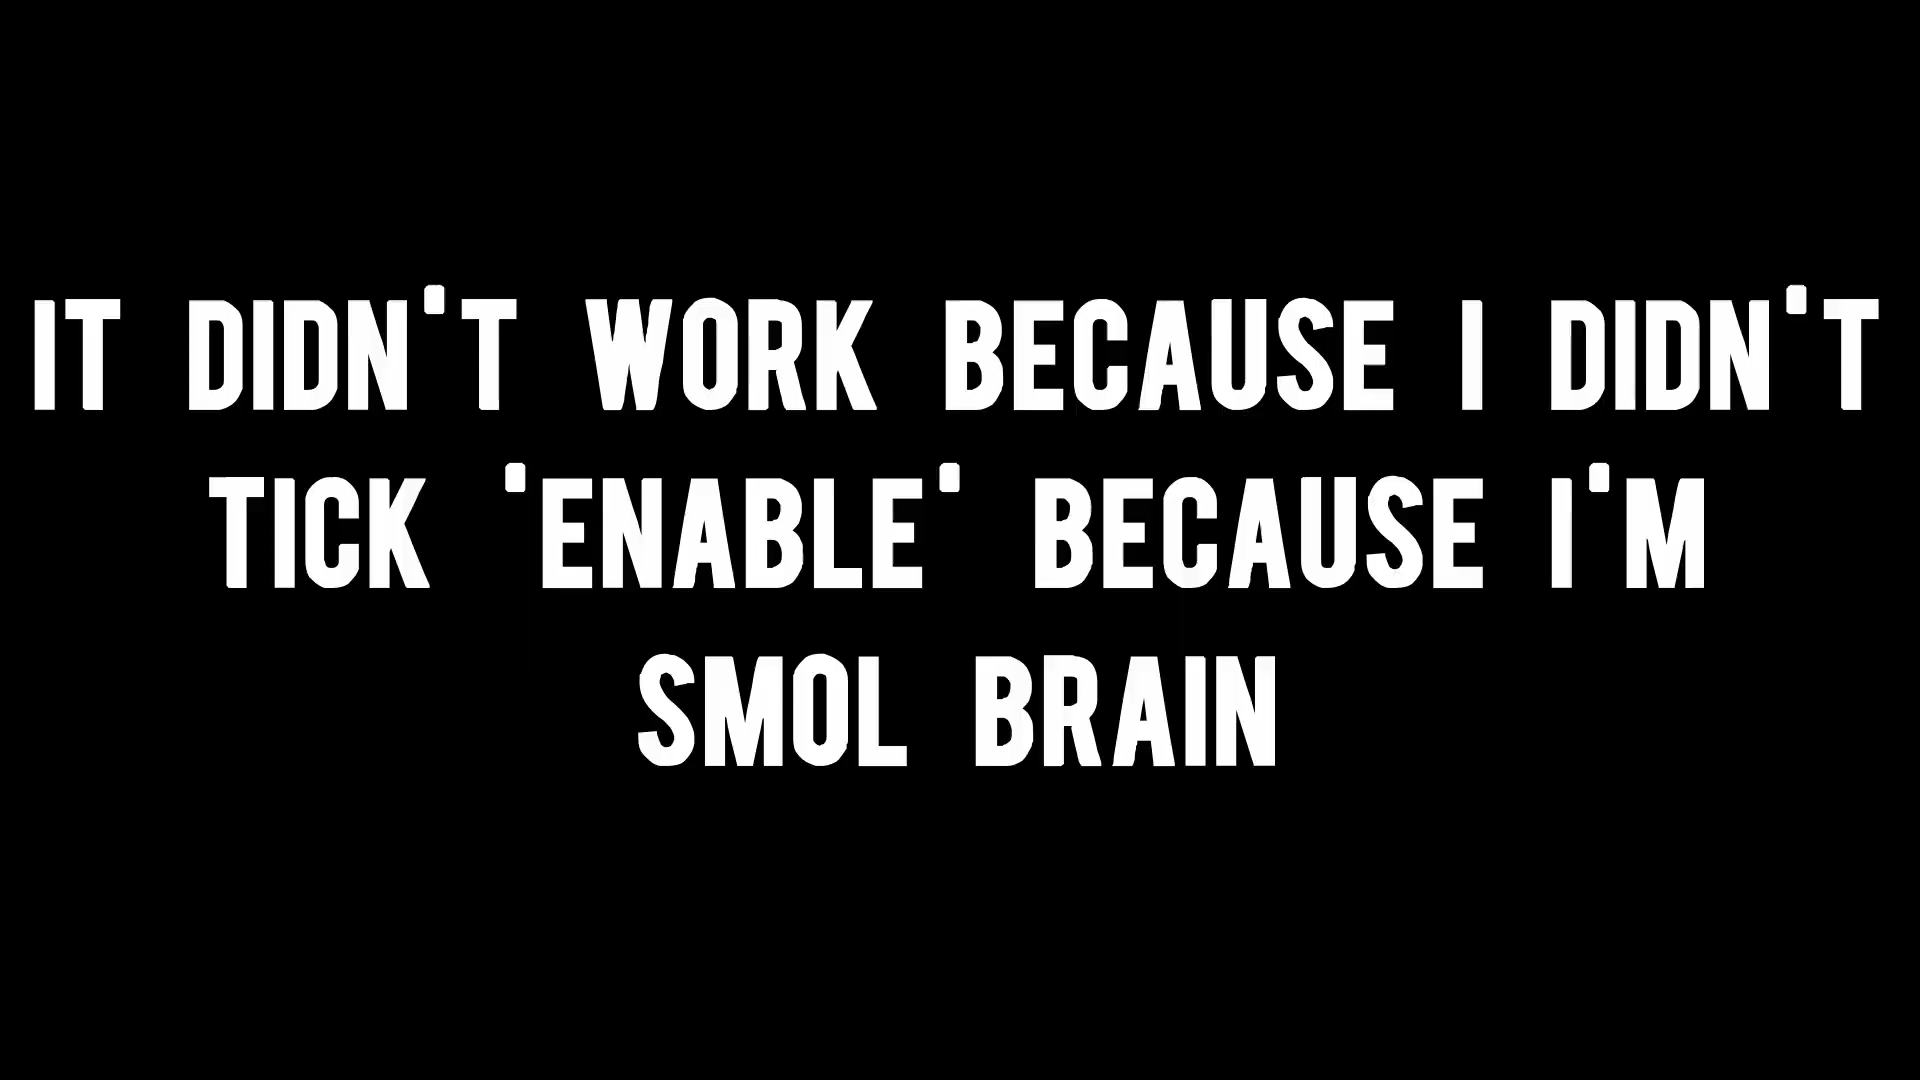 IT DIDN'T WORK BECAUSE I DIDN'T
TICK 'ENABLE' BECAUSE I'M
SMOL BRAIN